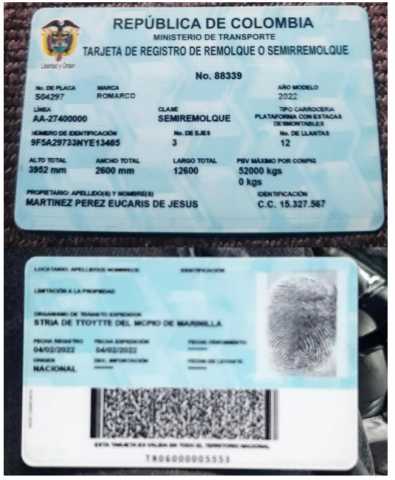 REPÚBLICA DE COLOMBIA
MINISTERIO DE TRANSPORTE
TARJETA DE REGISTRO DE REMOLQUE O SEMIRREMOLQUE
Libertad y Orden
No. 88339
No. DE PLACA MARCA AÑO MODELO
S04297 ROMARCO 2022
LÍNEA CLASE TIPO CARROCERIA
AA-27400000 SEMIREMOLQUE PLATAFORMA CON ESTACAS
DESMONTABLES
NÚMERO DE IDENTIFICACIÓN No. DE EJES No. DE LLANTAS
9F5A29733NYE13485 3 12
ALTO TOTAL ANCHO TOTAL LARGO TOTAL PBV MÁXIMO POR CONFIG
3952 mm 2600 mm 12600 52000 kgs
0 kgs
PROPIETARIO: APELLIDO(S) Y NOMBRE(S) IDENTIFICACIÓN
MARTINEZ PEREZ EUCARIS DE JESUS C.C. 15.327.567
LOCATARIO: APELLIDOS NOMBRES IDENTIFICACIÓN
LIMITACIÓN A LA PROPIEDAD
ORGANISMO DE TRÁNSITO EXPEDIDOR
STRIA DE TTOYTTE DEL MCPIO DE MARINILLA
FECHA REGISTRO FECHA EXPEDICIÓN FECHA VENCIMIENTO
04/02/2022 04/02/2022
ORIGEN DEC. IMPORTACIÓN FECHA DE LEVANTE
NACIONAL
ESTA TARJETA ES VALIDA EN TODO EL TERRITORIO NACIONAL
TR06000005553